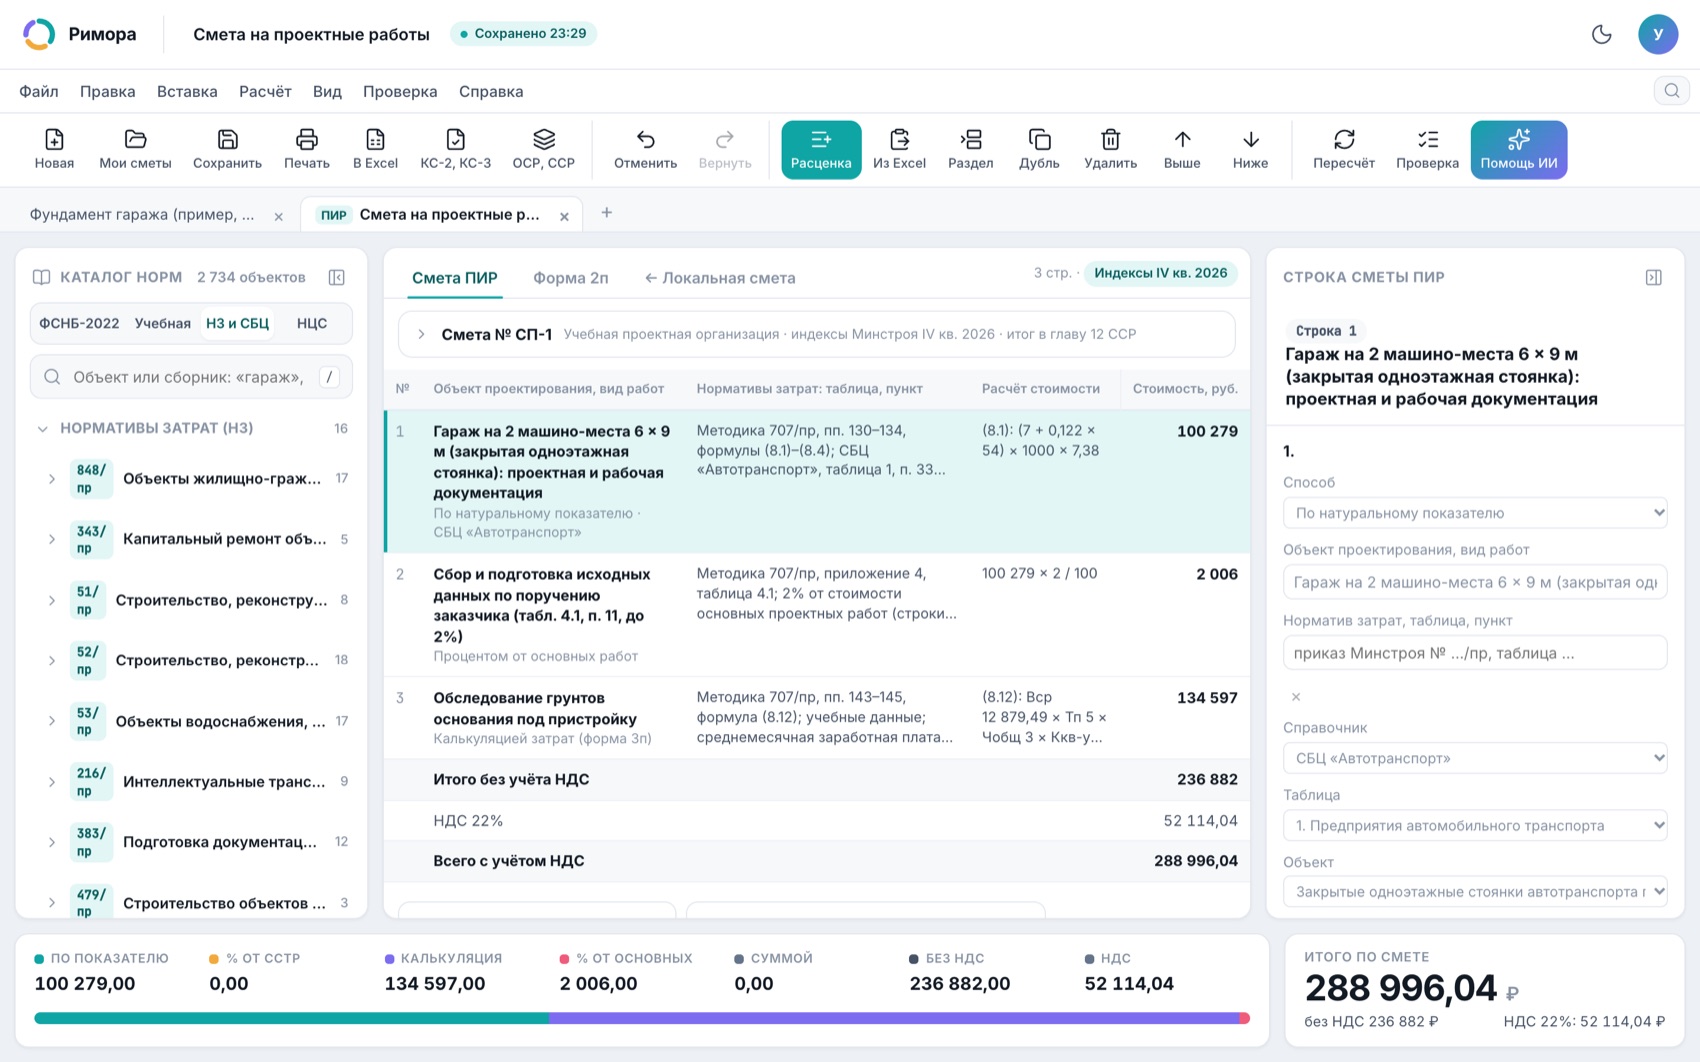 Римора
Смета на проектные работы
Сохранено 23:29
У
Файл Правка Вставка Расчёт Вид Проверка Справка
Новая Мои сметы Сохранить Печать В Excel КС-2, КС-3 ОСР, ССР Отменить Вернуть Расценка Из Excel Раздел Дубль Удалить Выше Ниже Пересчёт Проверка Помощь ИИ
Фундамент гаража (пример, ... ×
ПИР Смета на проектные р... ×
+
КАТАЛОГ НОРМ 2 734 объектов
ФСНБ-2022 Учебная НЗ и СБЦ НЦС
Объект или сборник: «гараж», /
НОРМАТИВЫ ЗАТРАТ (НЗ) 16
848/пр Объекты жилищно-граж... 17
343/пр Капитальный ремонт объ... 5
51/пр Строительство, реконстру... 8
52/пр Строительство, реконстр... 18
53/пр Объекты водоснабжения, ... 17
216/пр Интеллектуальные транс... 9
383/пр Подготовка документац... 12
479/пр Строительство объектов ... 3
Смета ПИР Форма 2п ← Локальная смета
3 стр. · Индексы IV кв. 2026
Смета № СП-1 Учебная проектная организация · индексы Минстроя IV кв. 2026 · итог в главу 12 ССР
№ Объект проектирования, вид работ Нормативы затрат: таблица, пункт Расчёт стоимости Стоимость, руб.
1
Гараж на 2 машино-места 6 × 9
м (закрытая одноэтажная
стоянка): проектная и рабочая
документация
По натуральному показателю ·
СБЦ «Автотранспорт»
Методика 707/пр, пп. 130–134,
формулы (8.1)–(8.4); СБЦ
«Автотранспорт», таблица 1, п. 33...
(8.1): (7 + 0,122 ×
54) × 1000 × 7,38
100 279
2
Сбор и подготовка исходных
данных по поручению
заказчика (табл. 4.1, п. 11, до
2%)
Процентом от основных работ
Методика 707/пр, приложение 4,
таблица 4.1; 2% от стоимости
основных проектных работ (строки...
100 279 × 2 / 100
2 006
3
Обследование грунтов
основания под пристройку
Калькуляцией затрат (форма 3п)
Методика 707/пр, пп. 143–145,
формула (8.12); учебные данные;
среднемесячная заработная плата...
(8.12): Вср
12 879,49 × Тп 5 ×
Чобщ 3 × Ккв-у...
134 597
Итого без учёта НДС 236 882
НДС 22% 52 114,04
Всего с учётом НДС 288 996,04
СТРОКА СМЕТЫ ПИР
Строка 1
Гараж на 2 машино-места 6 × 9 м
(закрытая одноэтажная стоянка):
проектная и рабочая документация
1.
Способ
По натуральному показателю
Объект проектирования, вид работ
Гараж на 2 машино-места 6 × 9 м (закрытая од
Норматив затрат, таблица, пункт
приказ Минстроя № .../пр, таблица ...
×
Справочник
СБЦ «Автотранспорт»
Таблица
1. Предприятия автомобильного транспорта
Объект
Закрытые одноэтажные стоянки автотранспорта
ПО ПОКАЗАТЕЛЮ % ОТ ССТР КАЛЬКУЛЯЦИЯ % ОТ ОСНОВНЫХ СУММОЙ БЕЗ НДС НДС
100 279,00 0,00 134 597,00 2 006,00 0,00 236 882,00 52 114,04
ИТОГО ПО СМЕТЕ
288 996,04 ₽
без НДС 236 882 ₽ НДС 22%: 52 114,04 ₽